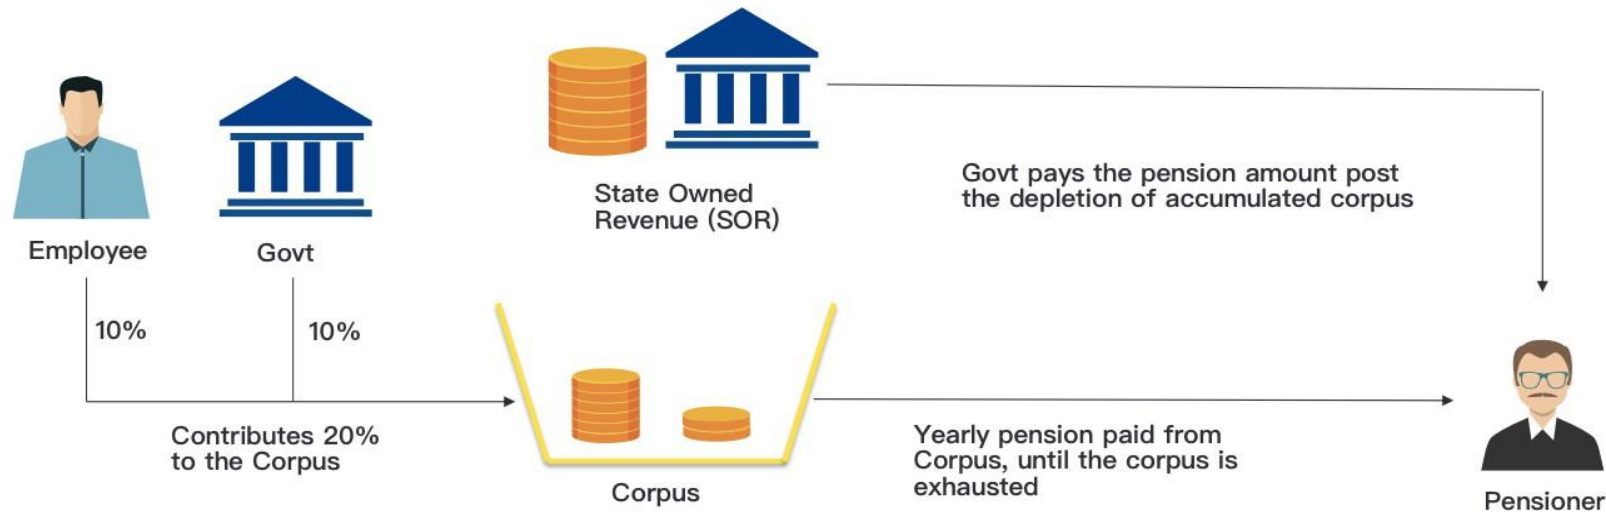 State Owned
Revenue (SOR)
Govt pays the pension amount post
the depletion of accumulated corpus
Employee
Govt
10%
10%
Contributes 20%
to the Corpus
Corpus
Yearly pension paid from
Corpus, until the corpus is
exhausted
Pensioner